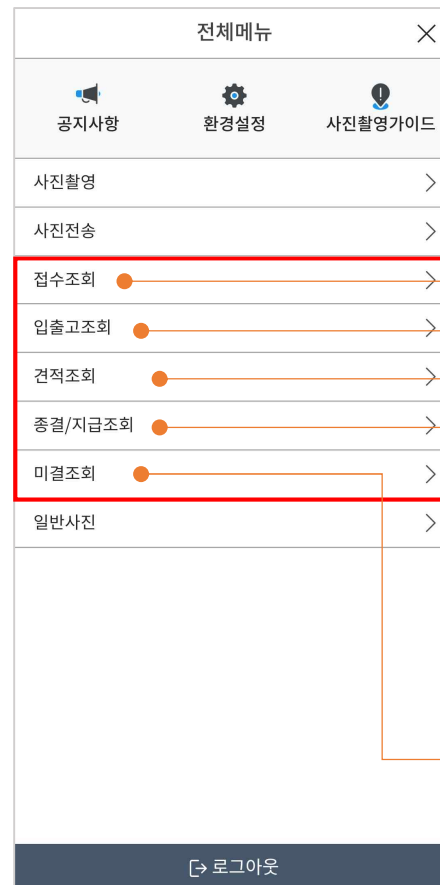 전체메뉴
공지사항 환경설정 사진촬영가이드
사진촬영
사진전송
접수조회
입출고조회
견적조회
종결/지급조회
미결조회
일반사진
로그아웃